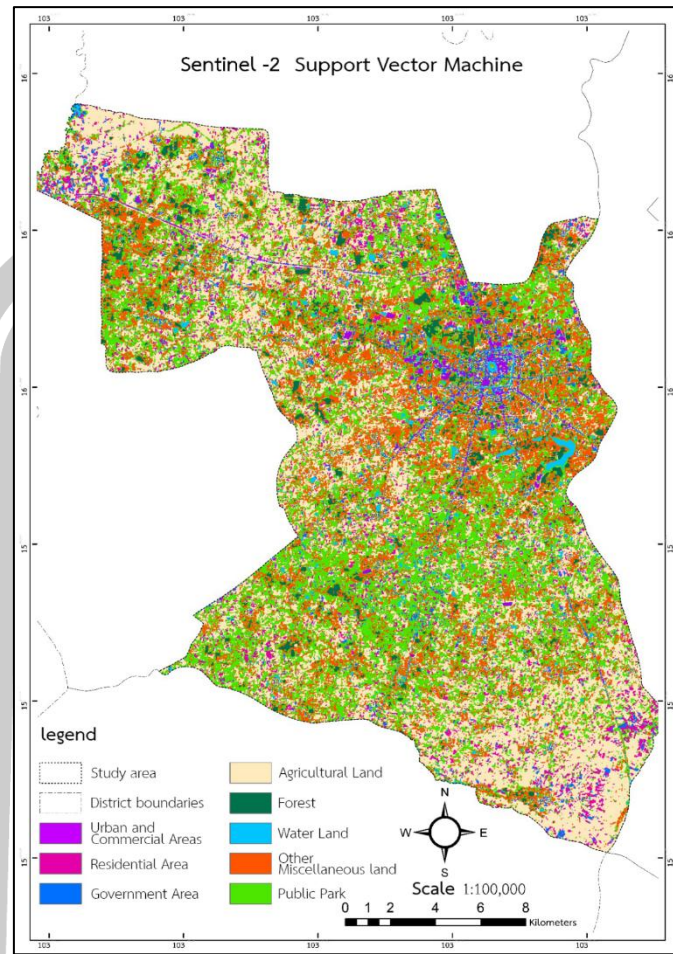 103 103 103 103 103
Sentinel -2 Support Vector Machine
16 16
16 16
16 16
15 15
15 15
15 15
legend
Study area
District boundaries
Urban and
Commercial Areas
Residential Area
Government Area
Agricultural Land
Forest
Water Land
Other
Miscellaneous land
Public Park
N
W E
S
Scale 1:100,000
0 1 2 4 6 8
Kilometers
103 103 103 103 103